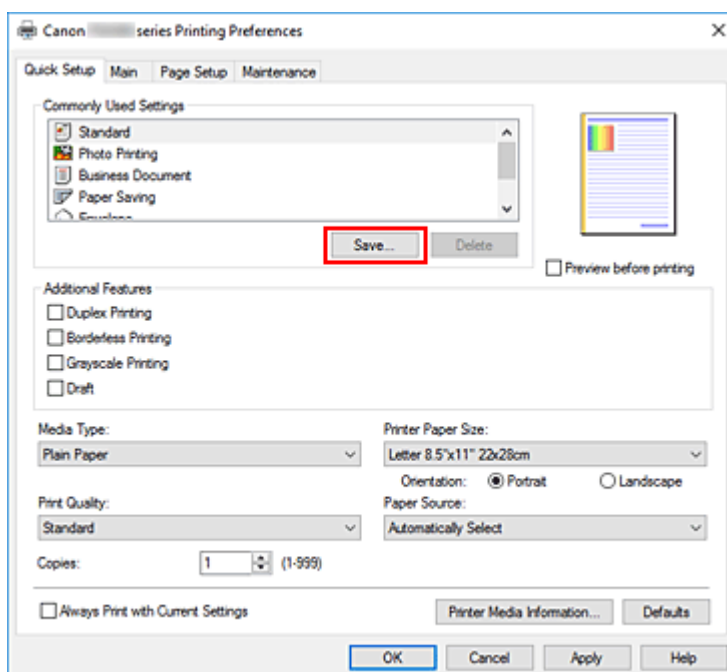 Canon series Printing Preferences
Quick Setup Main Page Setup Maintenance
Commonly Used Settings
Standard
Photo Printing
Business Document
Paper Saving
Envelope
Save... Delete
Preview before printing
Additional Features
Duplex Printing
Borderless Printing
Grayscale Printing
Draft
Media Type: Printer Paper Size:
Plain Paper Letter 8.5"x11" 22x28cm
Orientation: Portrait Landscape
Print Quality: Paper Source:
Standard Automatically Select
Copies: 1 (1-999)
Always Print with Current Settings Printer Media Information... Defaults
OK Cancel Apply Help